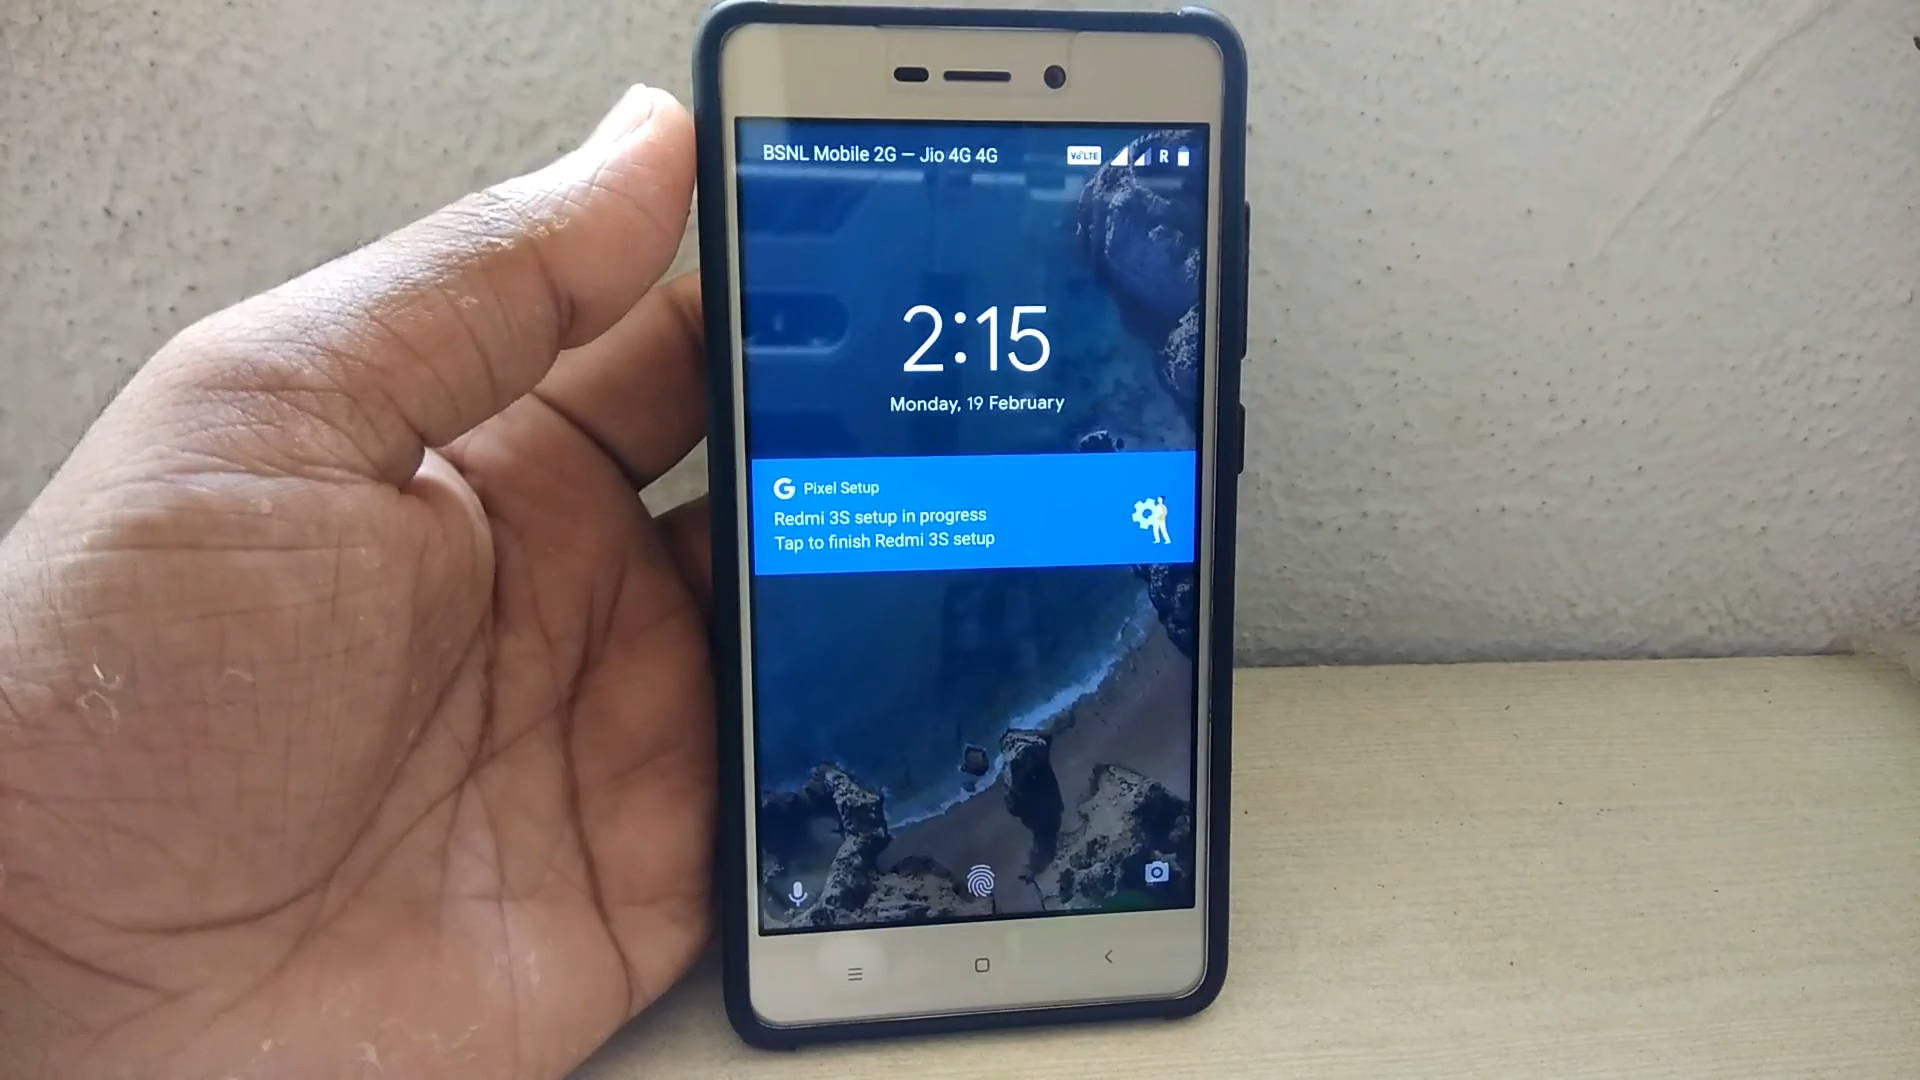 BSNL Mobile 2G — Jio 4G 4G
VoLTE R
2:15
Monday, 19 February
G Pixel Setup
Redmi 3S setup in progress
Tap to finish Redmi 3S setup